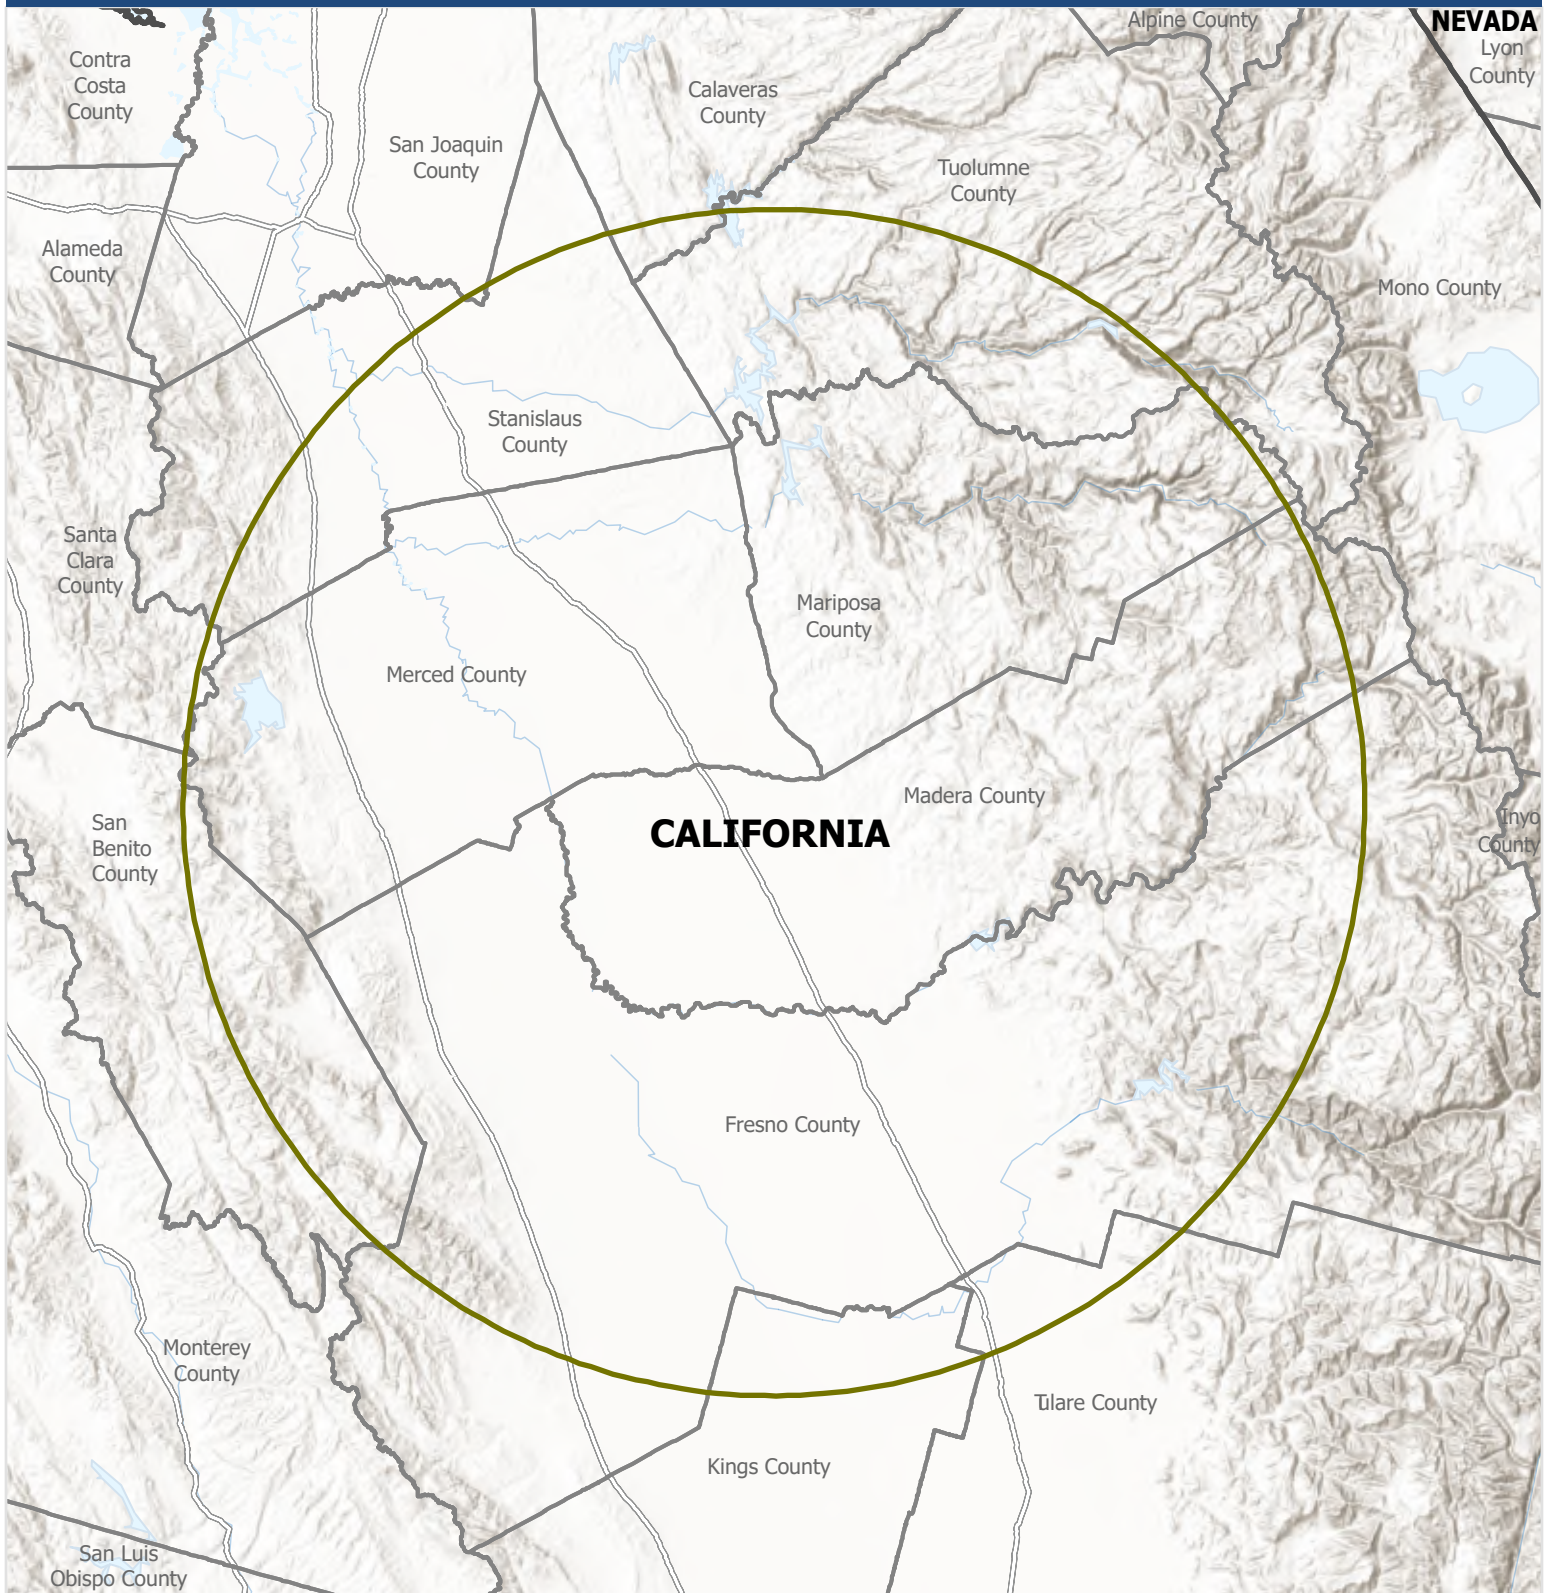 Alpine County
NEVADA
Lyon
County
Contra
Costa
County
Calaveras
County
San Joaquin
County
Tuolumne
County
Alameda
County
Mono County
Stanislaus
County
Santa
Clara
County
Mariposa
County
Merced County
Madera County
CALIFORNIA
San
Benito
County
Inyo
County
Fresno County
Monterey
County
Tulare County
Kings County
San Luis
Obispo County